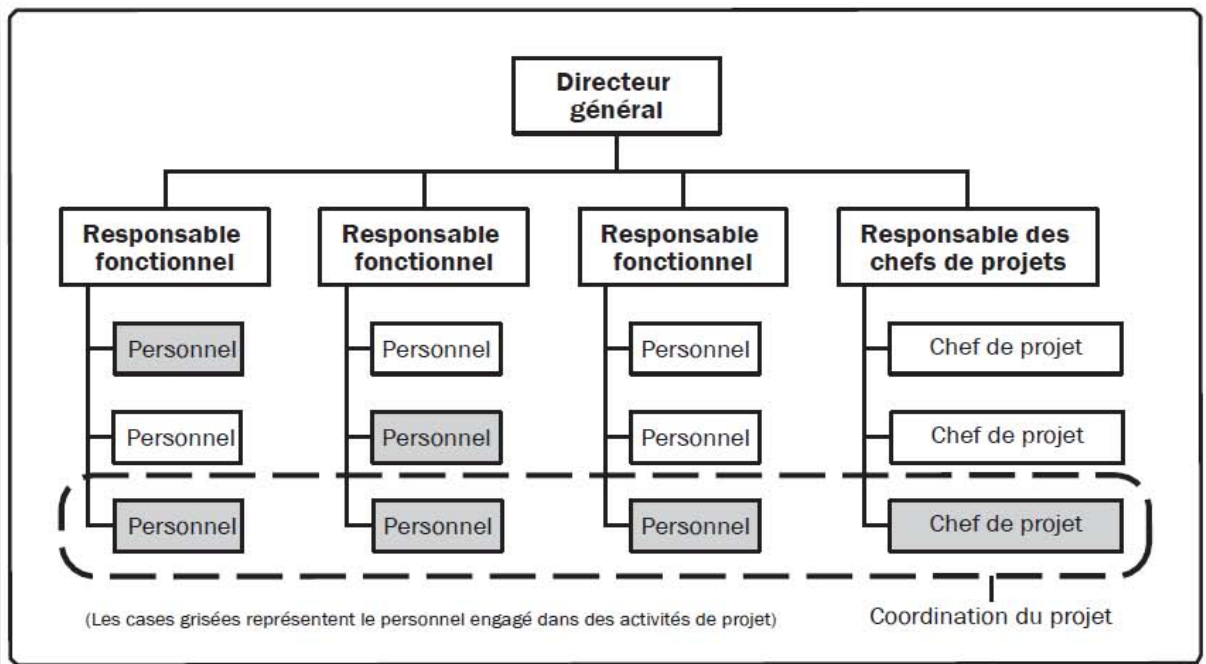 Directeur
général
Responsable
fonctionnel
Responsable
fonctionnel
Responsable
fonctionnel
Responsable des
chefs de projets
Personnel
Personnel
Personnel
Chef de projet
Personnel
Personnel
Personnel
Chef de projet
Personnel
Personnel
Personnel
Chef de projet
(Les cases grisées représentent le personnel engagé dans des activités de projet)
Coordination du projet